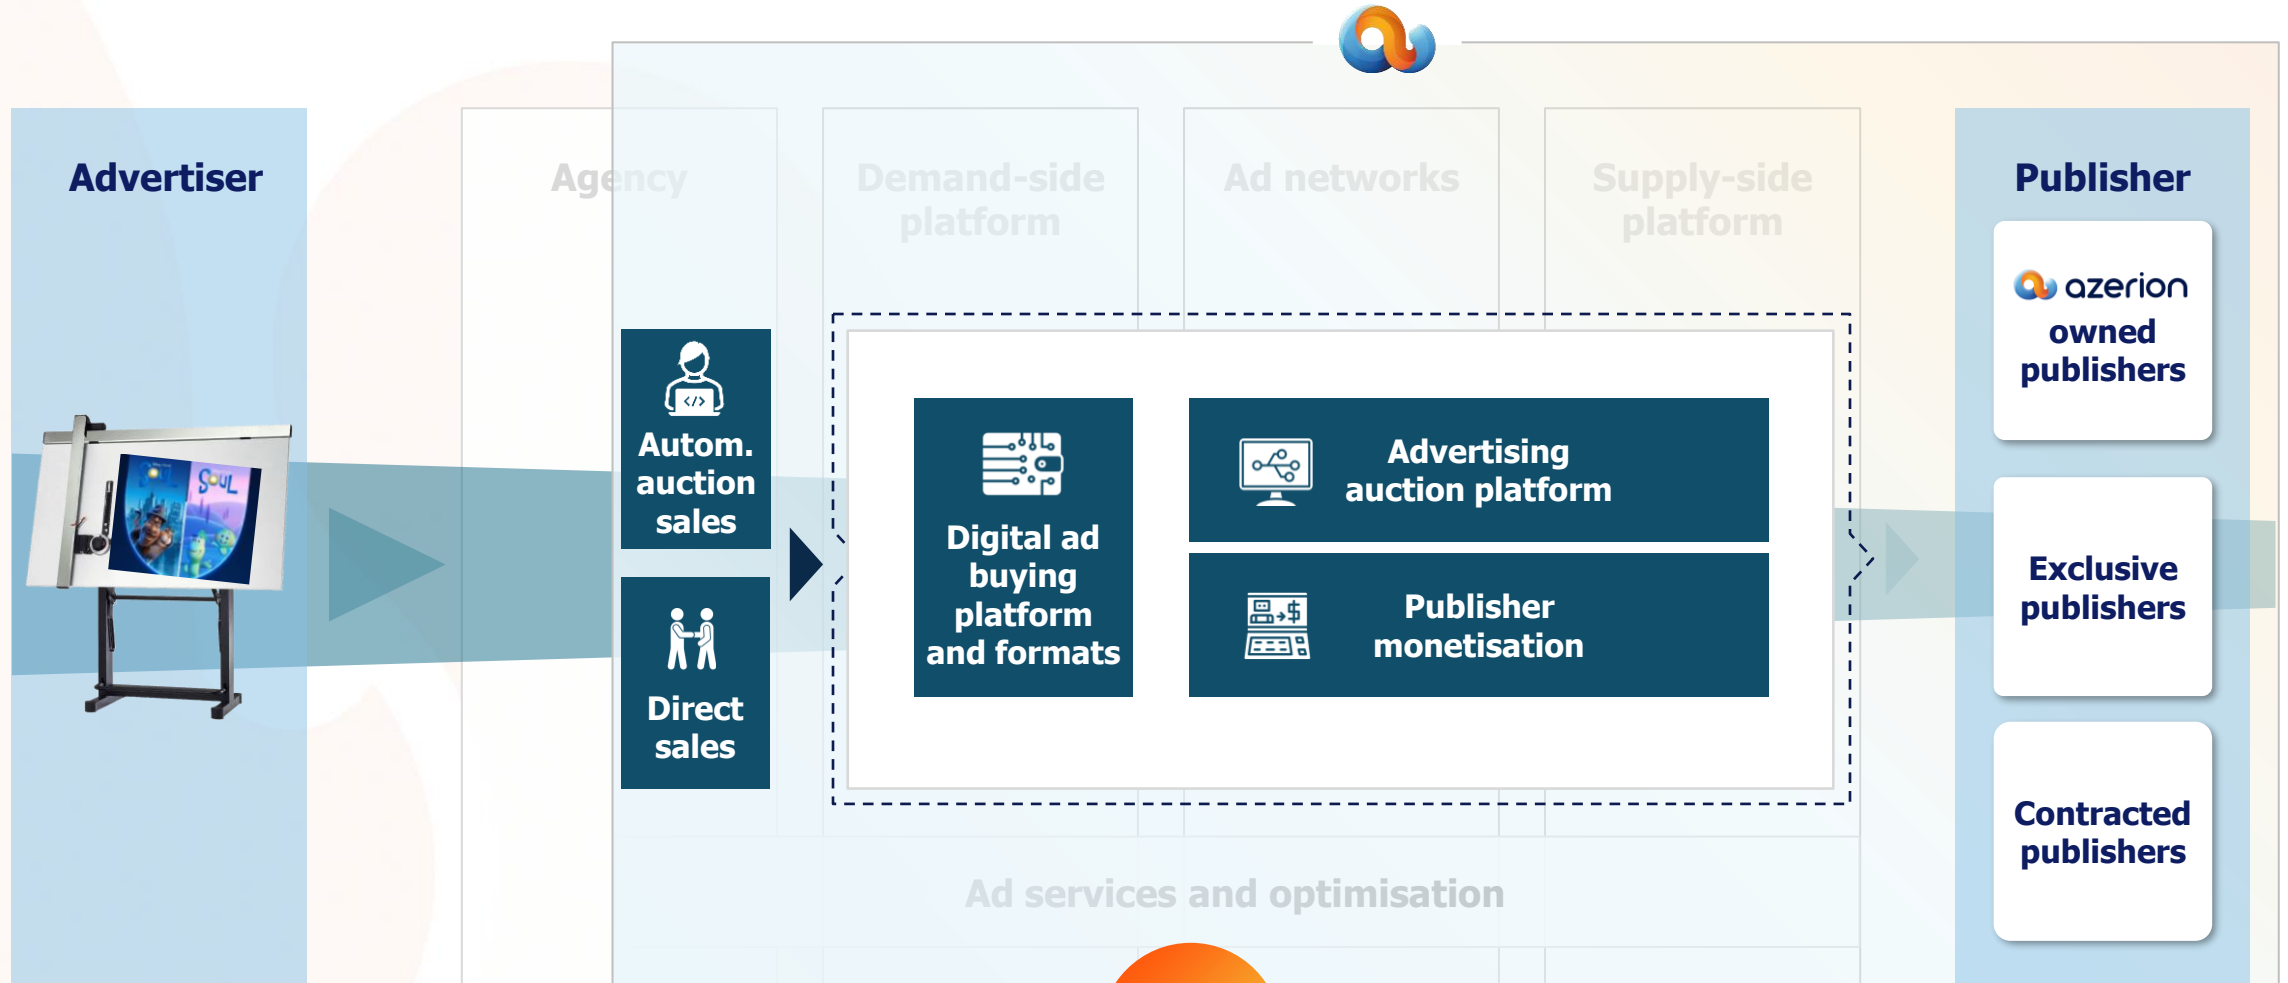 Advertiser
Agency
Demand-side
platform
Ad networks
Supply-side
platform
Publisher
azerion
owned
publishers
Autom.
auction
sales
Direct
sales
Digital ad
buying
platform
and formats
Advertising
auction platform
Publisher
monetisation
Exclusive
publishers
Contracted
publishers
Ad services and optimisation
SOUL
SOUL